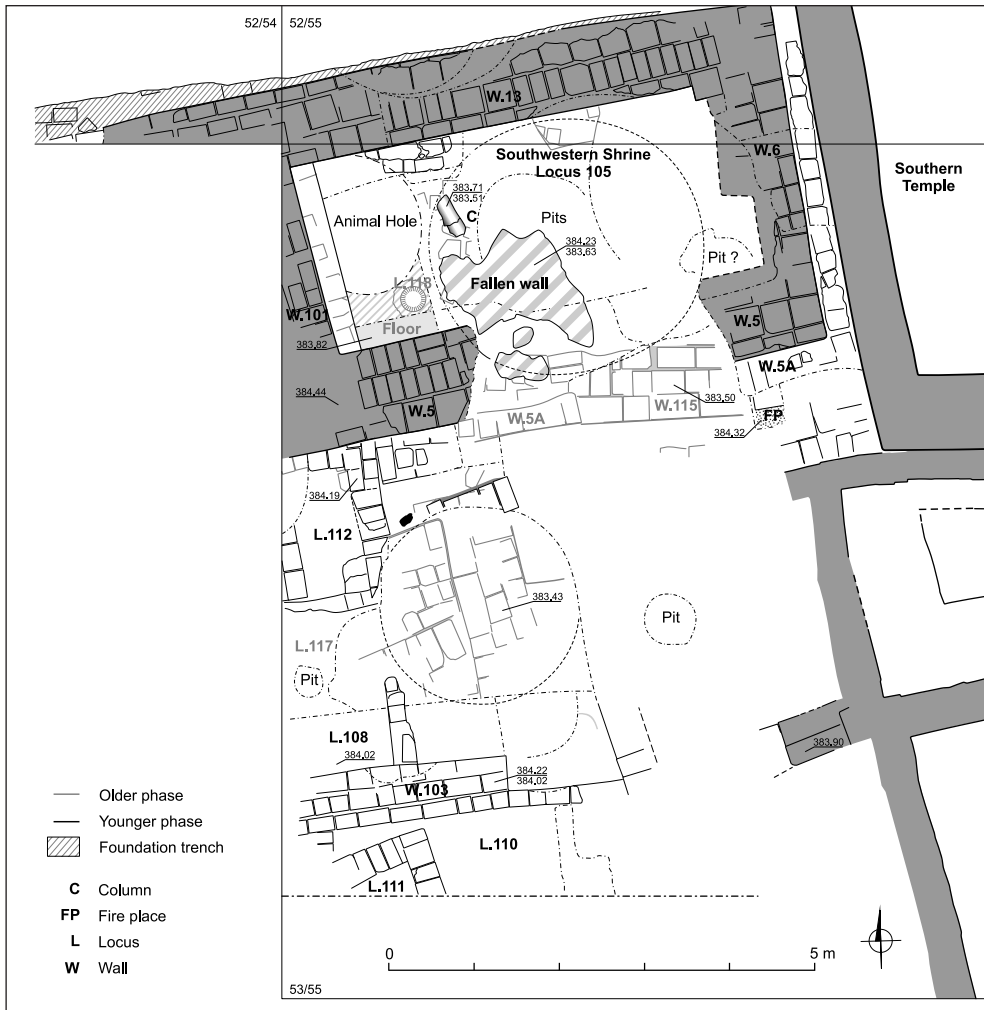 52/54
52/55
W.13
Southwestern Shrine
Locus 105
W.6
Southern
Temple
383.71
383.51
C
Animal Hole
Pits
384.23
383.63
Pit ?
L.118
Fallen wall
W.101
Floor
W.5
383.82
W.5A
384.44
383.50
W.5
W.115
W.5A
FP
384.32
384.19
L.112
383.43
Pit
L.117
Pit
L.108
383.90
384.02
384.22
384.02
W.103
L.110
L.111
Older phase
Younger phase
Foundation trench
C Column
FP Fire place
L Locus
W Wall
0
5 m
53/55